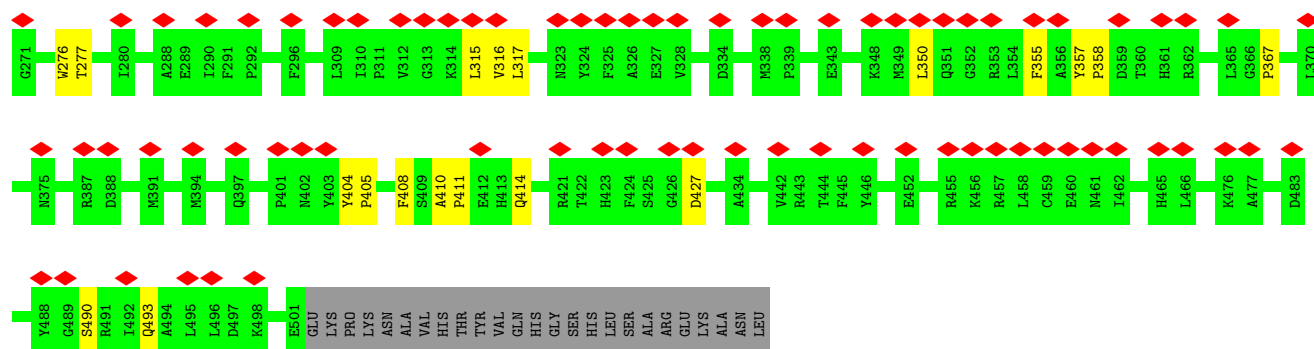 G271 W276 T277 I280 A288 E289 I290 F291 P292 F296 L309 I310 P311 V312 G313 K314 L315 V316 L317 N323 Y324 F325 A326 E327 V328 D334 M338 P339 E343 K348 M349 L350 Q351 G352 R353 L354 F355 A356 Y357 P358 D359 T360 H361 R362 L365 G366 P367 L370
N375 R387 D388 M391 M394 Q397 P401 N402 Y403 Y404 P405 F408 S409 A410 P411 E412 H413 Q414 R421 T422 H423 F424 S425 G426 D427 A434 V442 R443 T444 F445 Y446 E452 R455 K456 R457 L458 C459 E460 N461 I462 H465 L466 K476 A477 D483
Y488 G489 S490 R491 I492 Q493 A494 L495 L496 D497 K498 E501 GLU LYS PRO LYS ASN ALA VAL HIS THR TYR VAL GLN HIS GLY SER HIS LEU SER ALA ARG GLU LYS ALA ASN LEU